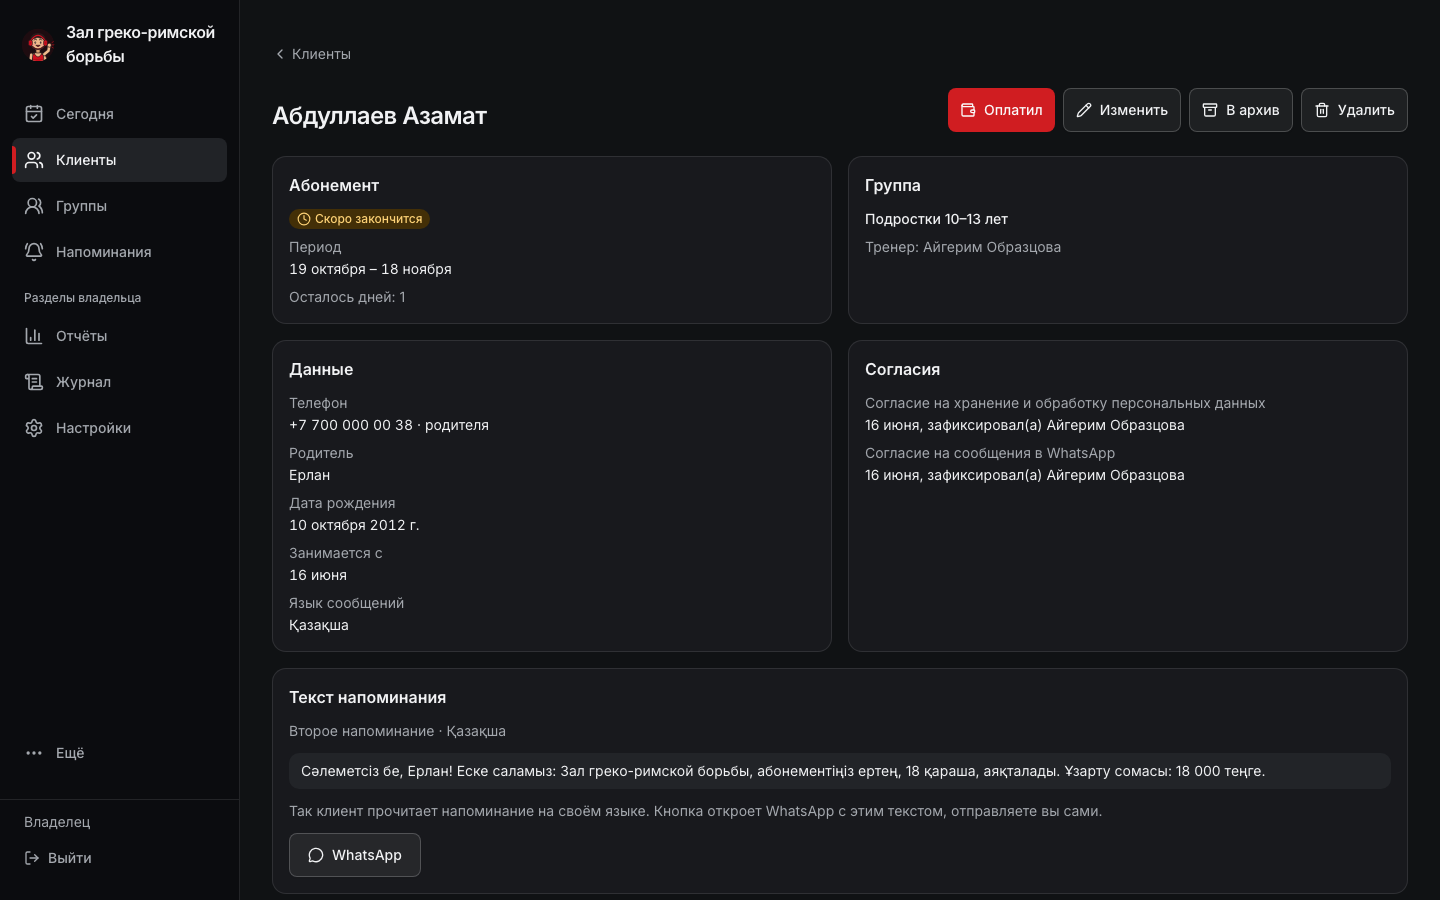 Зал греко-римской
борьбы
Сегодня
Клиенты
Группы
Напоминания
Разделы владельца
Отчёты
Журнал
Настройки
Ещё
Владелец
Выйти
Клиенты
Абдуллаев Азамат
Оплатил
Изменить
В архив
Удалить
Абонемент
Скоро закончится
Период
19 октября – 18 ноября
Осталось дней: 1
Группа
Подростки 10–13 лет
Тренер: Айгерим Образцова
Данные
Телефон
+7 700 000 00 38 · родителя
Родитель
Ерлан
Дата рождения
10 октября 2012 г.
Занимается с
16 июня
Язык сообщений
Қазақша
Согласия
Согласие на хранение и обработку персональных данных
16 июня, зафиксировал(а) Айгерим Образцова
Согласие на сообщения в WhatsApp
16 июня, зафиксировал(а) Айгерим Образцова
Текст напоминания
Второе напоминание · Қазақша
Сәлеметсіз бе, Ерлан! Еске саламыз: Зал греко-римской борьбы, абонементіңіз ертең, 18 қараша, аяқталады. Ұзарту сомасы: 18 000 теңге.
Так клиент прочитает напоминание на своём языке. Кнопка откроет WhatsApp с этим текстом, отправляете вы сами.
WhatsApp